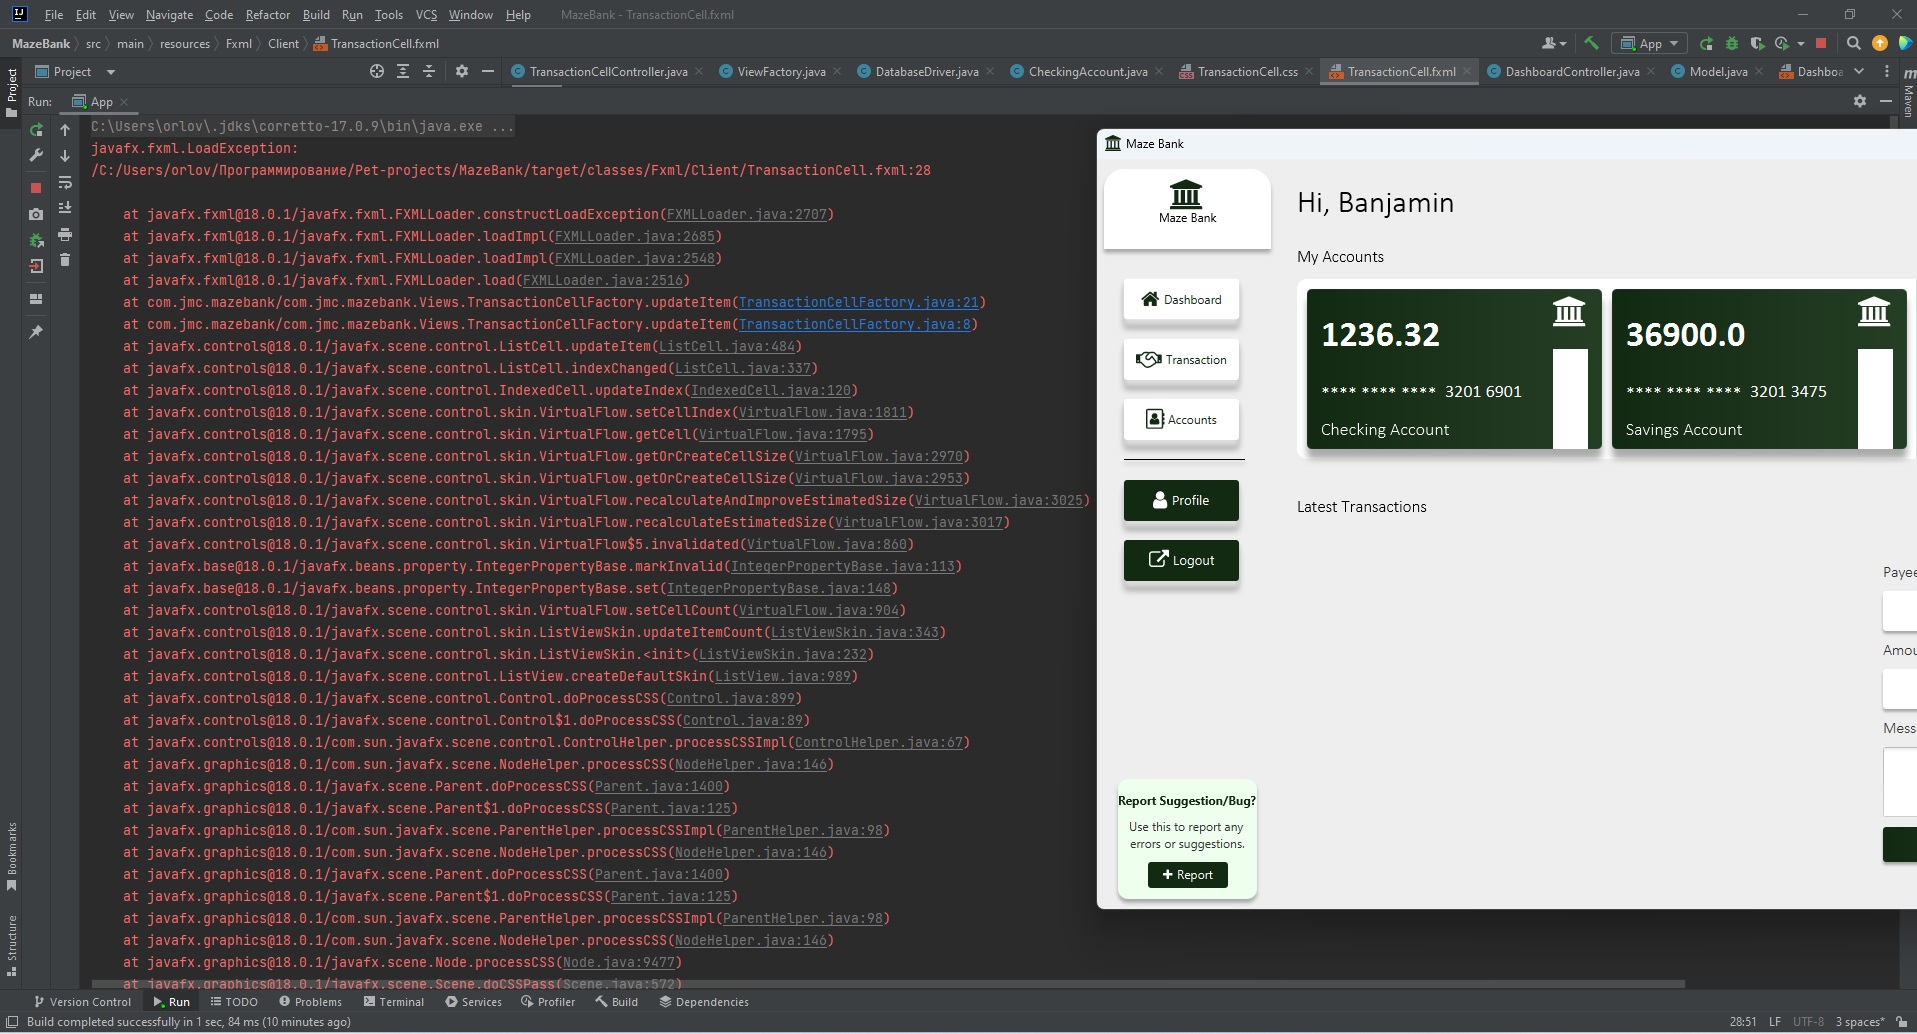 File Edit View Navigate Code Refactor Build Run Tools VCS Window Help MazeBank - TransactionCell.fxml
MazeBank src main resources Fxml Client TransactionCell.fxml App
Project TransactionCellController.java ViewFactory.java DatabaseDriver.java CheckingAccount.java TransactionCell.css TransactionCell.fxml DashboardController.java Model.java Dashboa
Project
Maven
Run: App
C:\Users\orlov\.jdks\corretto-17.0.9\bin\java.exe ...
javafx.fxml.LoadException:
/C:/Users/orlov/Программирование/Pet-projects/MazeBank/target/classes/Fxml/Client/TransactionCell.fxml:28
at javafx.fxml@18.0.1/javafx.fxml.FXMLLoader.constructLoadException(FXMLLoader.java:2707)
at javafx.fxml@18.0.1/javafx.fxml.FXMLLoader.loadImpl(FXMLLoader.java:2685)
at javafx.fxml@18.0.1/javafx.fxml.FXMLLoader.loadImpl(FXMLLoader.java:2548)
at javafx.fxml@18.0.1/javafx.fxml.FXMLLoader.load(FXMLLoader.java:2516)
at com.jmc.mazebank/com.jmc.mazebank.Views.TransactionCellFactory.updateItem(TransactionCellFactory.java:21)
at com.jmc.mazebank/com.jmc.mazebank.Views.TransactionCellFactory.updateItem(TransactionCellFactory.java:8)
at javafx.controls@18.0.1/javafx.scene.control.ListCell.updateItem(ListCell.java:484)
at javafx.controls@18.0.1/javafx.scene.control.ListCell.indexChanged(ListCell.java:337)
at javafx.controls@18.0.1/javafx.scene.control.IndexedCell.updateIndex(IndexedCell.java:120)
at javafx.controls@18.0.1/javafx.scene.control.skin.VirtualFlow.setCellIndex(VirtualFlow.java:1811)
at javafx.controls@18.0.1/javafx.scene.control.skin.VirtualFlow.getCell(VirtualFlow.java:1795)
at javafx.controls@18.0.1/javafx.scene.control.skin.VirtualFlow.getOrCreateCellSize(VirtualFlow.java:2970)
at javafx.controls@18.0.1/javafx.scene.control.skin.VirtualFlow.getOrCreateCellSize(VirtualFlow.java:2953)
at javafx.controls@18.0.1/javafx.scene.control.skin.VirtualFlow.recalculateAndImproveEstimatedSize(VirtualFlow.java:3025)
at javafx.controls@18.0.1/javafx.scene.control.skin.VirtualFlow.recalculateEstimatedSize(VirtualFlow.java:3017)
at javafx.controls@18.0.1/javafx.scene.control.skin.VirtualFlow$5.invalidated(VirtualFlow.java:860)
at javafx.base@18.0.1/javafx.beans.property.IntegerPropertyBase.markInvalid(IntegerPropertyBase.java:113)
at javafx.base@18.0.1/javafx.beans.property.IntegerPropertyBase.set(IntegerPropertyBase.java:148)
at javafx.controls@18.0.1/javafx.scene.control.skin.VirtualFlow.setCellCount(VirtualFlow.java:904)
at javafx.controls@18.0.1/javafx.scene.control.skin.ListViewSkin.updateItemCount(ListViewSkin.java:343)
at javafx.controls@18.0.1/javafx.scene.control.skin.ListViewSkin.<init>(ListViewSkin.java:232)
at javafx.controls@18.0.1/javafx.scene.control.ListView.createDefaultSkin(ListView.java:989)
at javafx.controls@18.0.1/javafx.scene.control.Control.doProcessCSS(Control.java:899)
at javafx.controls@18.0.1/javafx.scene.control.Control$1.doProcessCSS(Control.java:89)
at javafx.controls@18.0.1/com.sun.javafx.scene.control.ControlHelper.processCSSImpl(ControlHelper.java:67)
at javafx.graphics@18.0.1/com.sun.javafx.scene.NodeHelper.processCSS(NodeHelper.java:146)
at javafx.graphics@18.0.1/javafx.scene.Parent.doProcessCSS(Parent.java:1400)
at javafx.graphics@18.0.1/javafx.scene.Parent$1.doProcessCSS(Parent.java:125)
at javafx.graphics@18.0.1/com.sun.javafx.scene.ParentHelper.processCSSImpl(ParentHelper.java:98)
at javafx.graphics@18.0.1/com.sun.javafx.scene.NodeHelper.processCSS(NodeHelper.java:146)
at javafx.graphics@18.0.1/javafx.scene.Parent.doProcessCSS(Parent.java:1400)
at javafx.graphics@18.0.1/javafx.scene.Parent$1.doProcessCSS(Parent.java:125)
at javafx.graphics@18.0.1/com.sun.javafx.scene.ParentHelper.processCSSImpl(ParentHelper.java:98)
at javafx.graphics@18.0.1/com.sun.javafx.scene.NodeHelper.processCSS(NodeHelper.java:146)
at javafx.graphics@18.0.1/javafx.scene.Node.processCSS(Node.java:9477)
at javafx.graphics@18.0.1/javafx.scene.Scene.doCSSPass(Scene.java:572)
Maze Bank
Maze Bank
Dashboard
Transaction
Accounts
Profile
Logout
Report Suggestion/Bug?
Use this to report any
errors or suggestions.
Report
Hi, Banjamin
My Accounts
1236.32
**** **** **** 3201 6901
Checking Account
36900.0
**** **** **** 3201 3475
Savings Account
Latest Transactions
Payee
Amou
Mess
Bookmarks
Structure
Version Control Run TODO Problems Terminal Services Profiler Build Dependencies
Build completed successfully in 1 sec, 84 ms (10 minutes ago) 28:51 LF UTF-8 3 spaces*